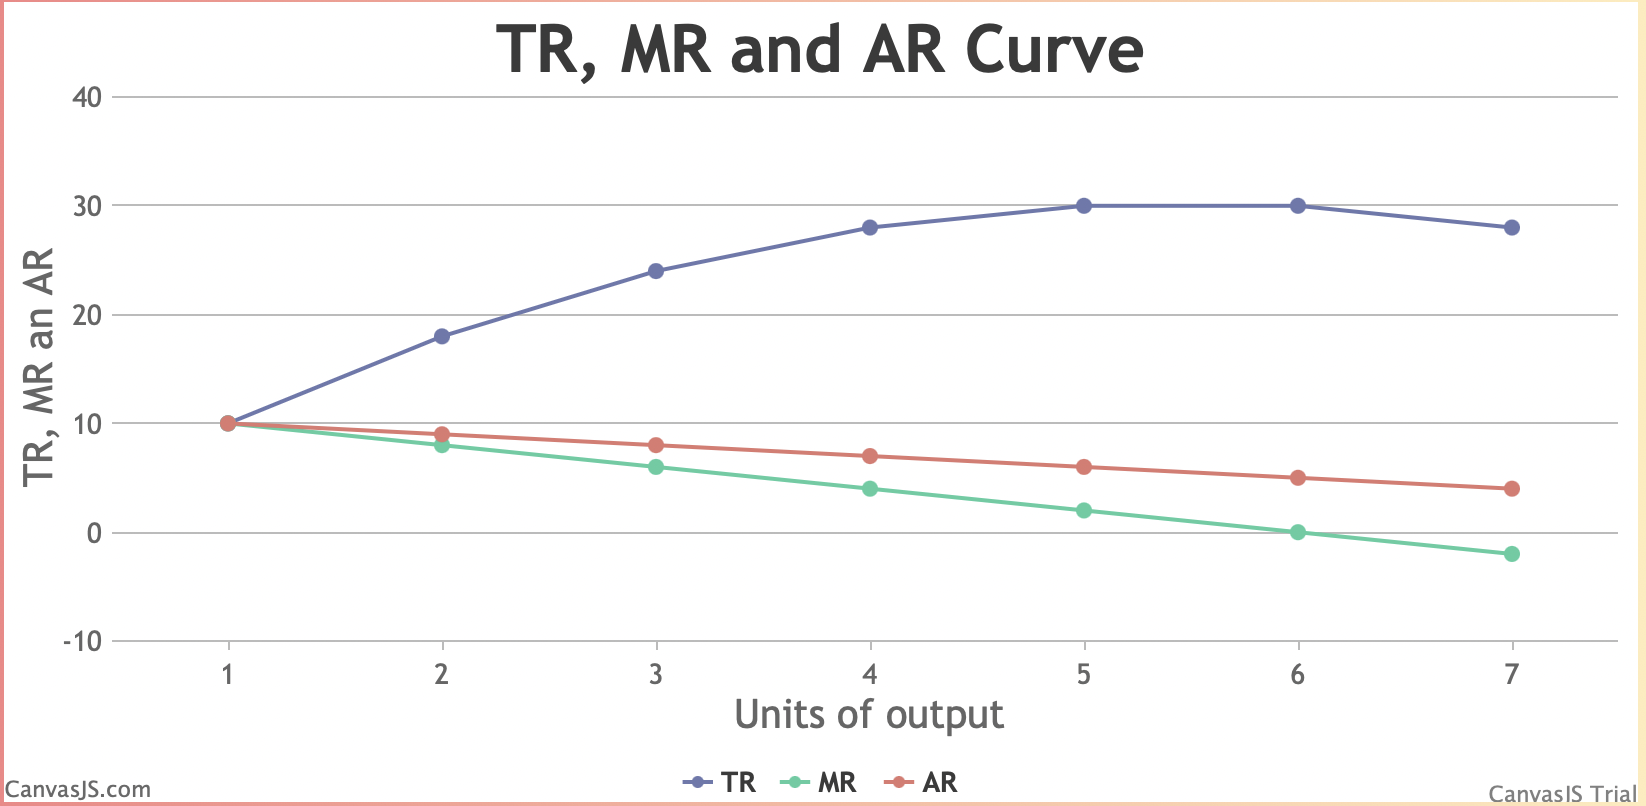 TR, MR and AR Curve
TR, MR an AR
40
30
20
10
0
-10
1 2 3 4 5 6 7
Units of output
TR MR AR
CanvasJS.com
CanvasJS Trial